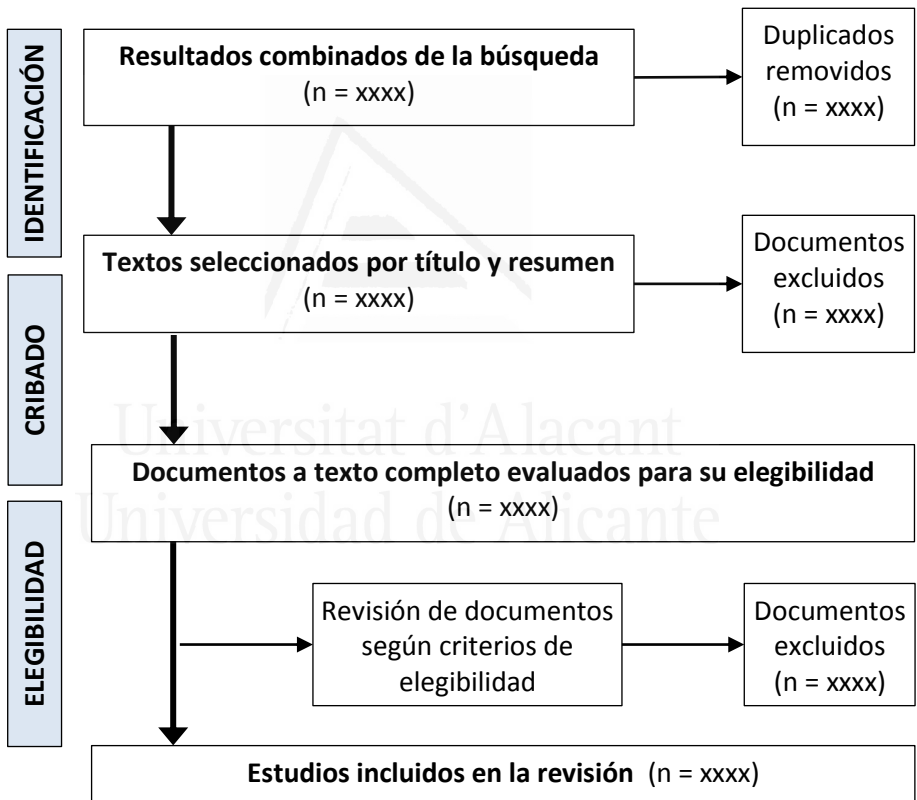 IDENTIFICACIÓN
Resultados combinados de la búsqueda
(n = xxxx)
Duplicados
removidos
(n = xxxx)
Textos seleccionados por título y resumen
(n = xxxx)
Documentos
excluidos
(n = xxxx)
CRIBADO
Universitat d'Alacant
Universidad de Alicante
Documentos a texto completo evaluados para su elegibilidad
(n = xxxx)
ELEGIBILIDAD
Revisión de documentos
según criterios de
elegibilidad
Documentos
excluidos
(n = xxxx)
Estudios incluidos en la revisión (n = xxxx)